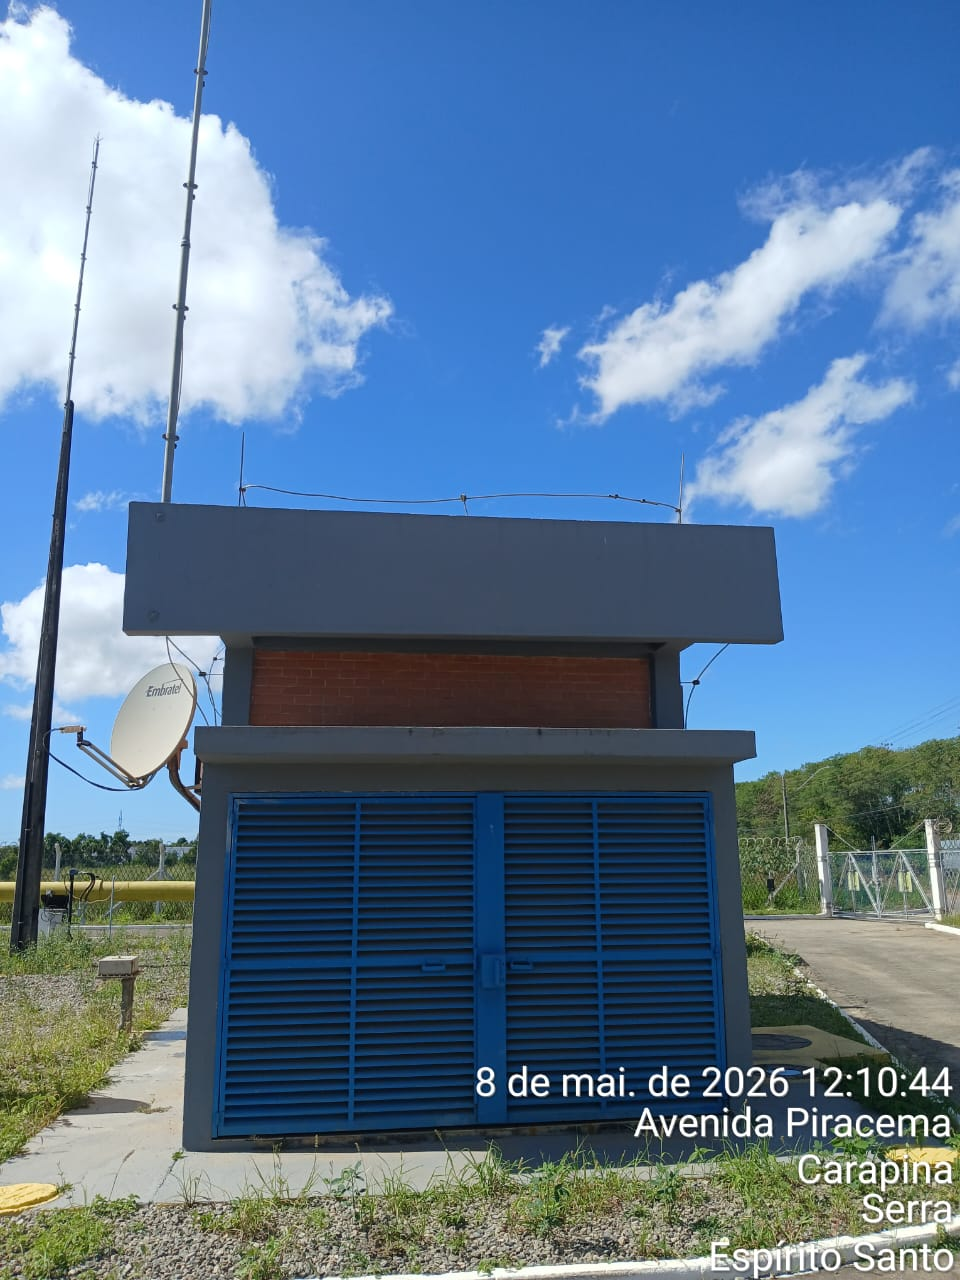 Embratel
8 de mai. de 2026 12:10:44
Avenida Piracema
Carapina
Serra
Espírito Santo